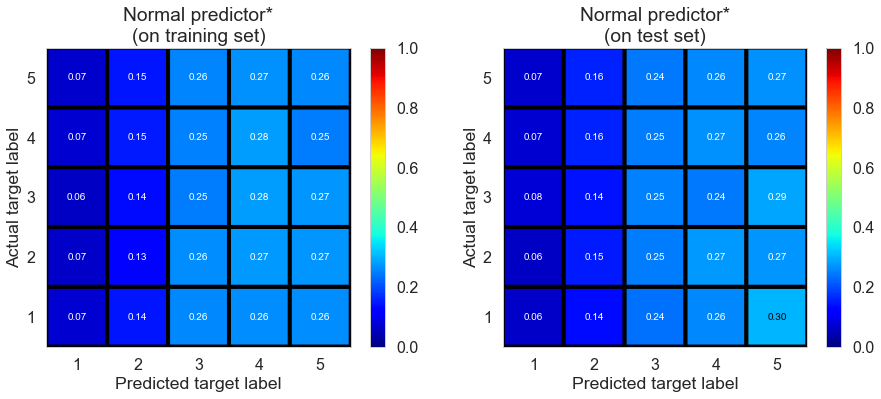 Normal predictor*
(on training set)
Actual target label
5 0.07 0.15 0.26 0.27 0.26
4 0.07 0.15 0.25 0.28 0.25
3 0.06 0.14 0.25 0.28 0.27
2 0.07 0.13 0.26 0.27 0.27
1 0.07 0.14 0.26 0.26 0.26
1 2 3 4 5
Predicted target label
1.0
0.8
0.6
0.4
0.2
0.0
Normal predictor*
(on test set)
Actual target label
5 0.07 0.16 0.24 0.26 0.27
4 0.07 0.16 0.25 0.27 0.26
3 0.08 0.14 0.25 0.24 0.29
2 0.06 0.15 0.25 0.27 0.27
1 0.06 0.14 0.24 0.26 0.30
1 2 3 4 5
Predicted target label
1.0
0.8
0.6
0.4
0.2
0.0